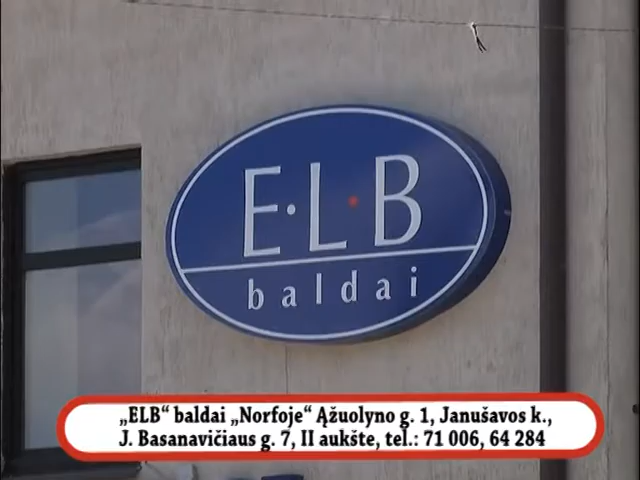 E·L·B
baldai
„ELB“ baldai „Norfoje“ Ąžuolyno g. 1, Janušavos k.,
J. Basanavičiaus g. 7, II aukšte, tel.: 71 006, 64 284